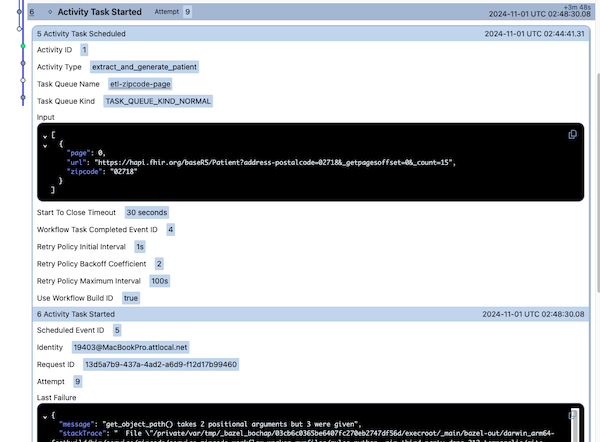 6 Activity Task Started Attempt 9 +3m 48s
2024-11-01 UTC 02:48:30.08
5 Activity Task Scheduled 2024-11-01 UTC 02:44:41.31
Activity ID 1
Activity Type extract_and_generate_patient
Task Queue Name etl-zipcode-page
Task Queue Kind TASK_QUEUE_KIND_NORMAL
Input
[
{
"page": 0,
"url": "https://hapi.fhir.org/baseR5/Patient?address-postalcode=02718&_getpagesoffset=0&_count=15",
"zipcode": "02718"
}
]
Start To Close Timeout 30 seconds
Workflow Task Completed Event ID 4
Retry Policy Initial Interval 1s
Retry Policy Backoff Coefficient 2
Retry Policy Maximum Interval 100s
Use Workflow Build ID true
6 Activity Task Started 2024-11-01 UTC 02:48:30.08
Scheduled Event ID 5
Identity 19403@MacBookPro.attlocal.net
Request ID 13d5a7b9-437a-4ad2-a6d9-f12d17b99460
Attempt 9
Last Failure
{
"message": "get_object_path() takes 2 positional arguments but 3 were given",
"stackTrace": " File \"/private/var/tmp/_bazel_bochap/03cb6c0365be6407fc270eb2747df56d/execroot/_main/bazel-out/darwin_arm64-